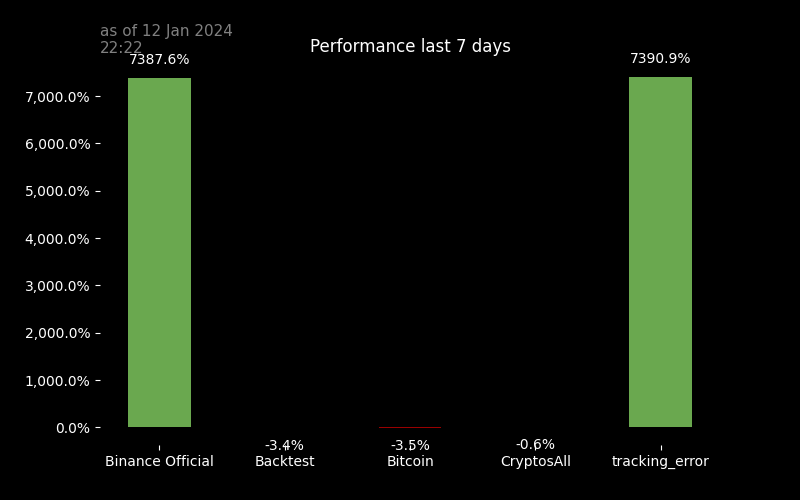 as of 12 Jan 2024
22:22
Performance last 7 days
7387.6%
7390.9%
7,000.0%
6,000.0%
5,000.0%
4,000.0%
3,000.0%
2,000.0%
1,000.0%
0.0%
-3.4%
-3.5%
-0.6%
Binance Official
Backtest
Bitcoin
CryptosAll
tracking_error